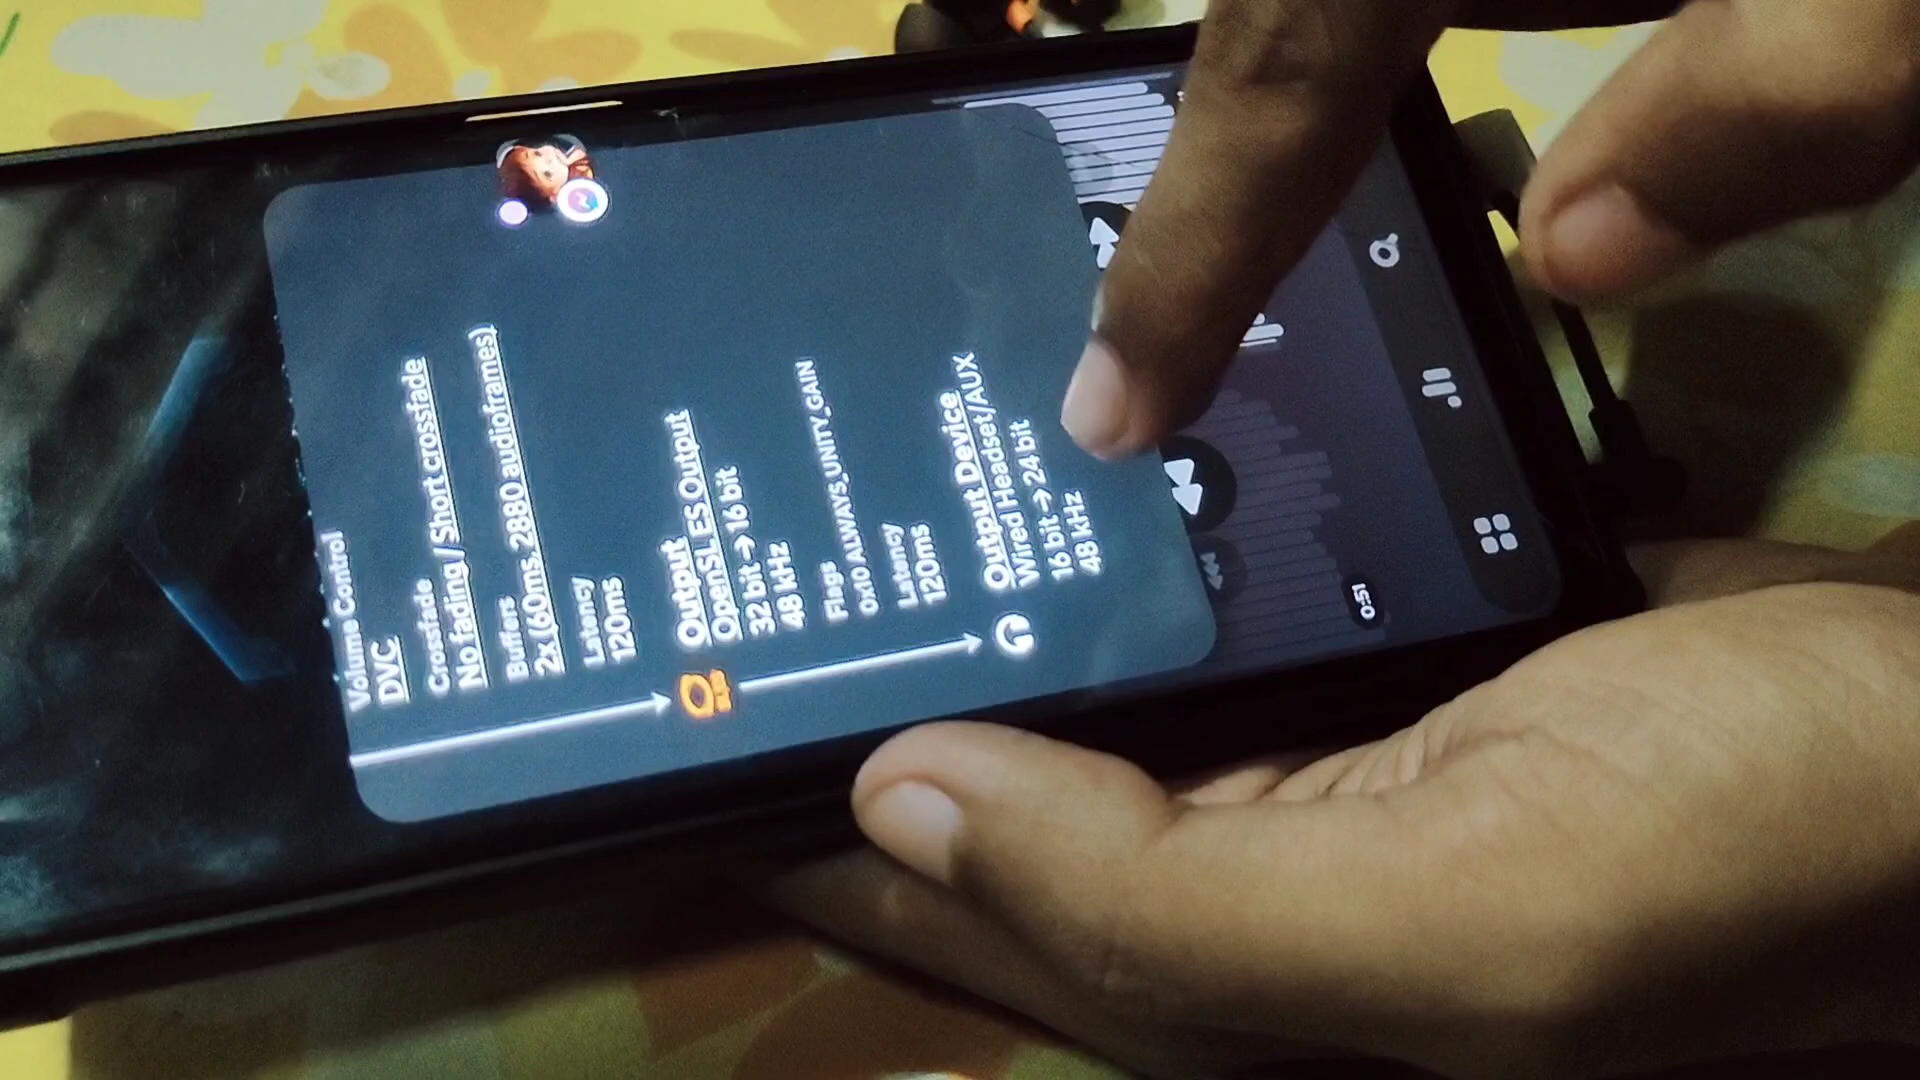 Volume Control
DVC
Crossfade
No fading / Short crossfade
Buffers
2x (60ms, 2880 audioframes)
Latency
120ms
Output
OpenSL ES Output
32 bit → 16 bit
48 kHz
Flags
0x10 ALWAYS_UNITY_GAIN
Latency
120ms
Output Device
Wired Headset/AUX
16 bit → 24 bit
48 kHz
0:51